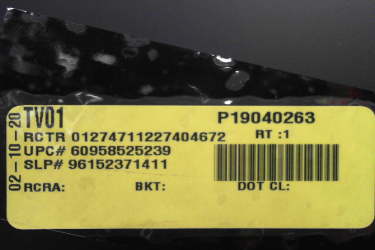 02-10-20
TV01 P19040263
RCTR 01274711227404672 RT :1
UPC# 60958525239
SLP# 96152371411
RCRA: BKT: DOT CL: